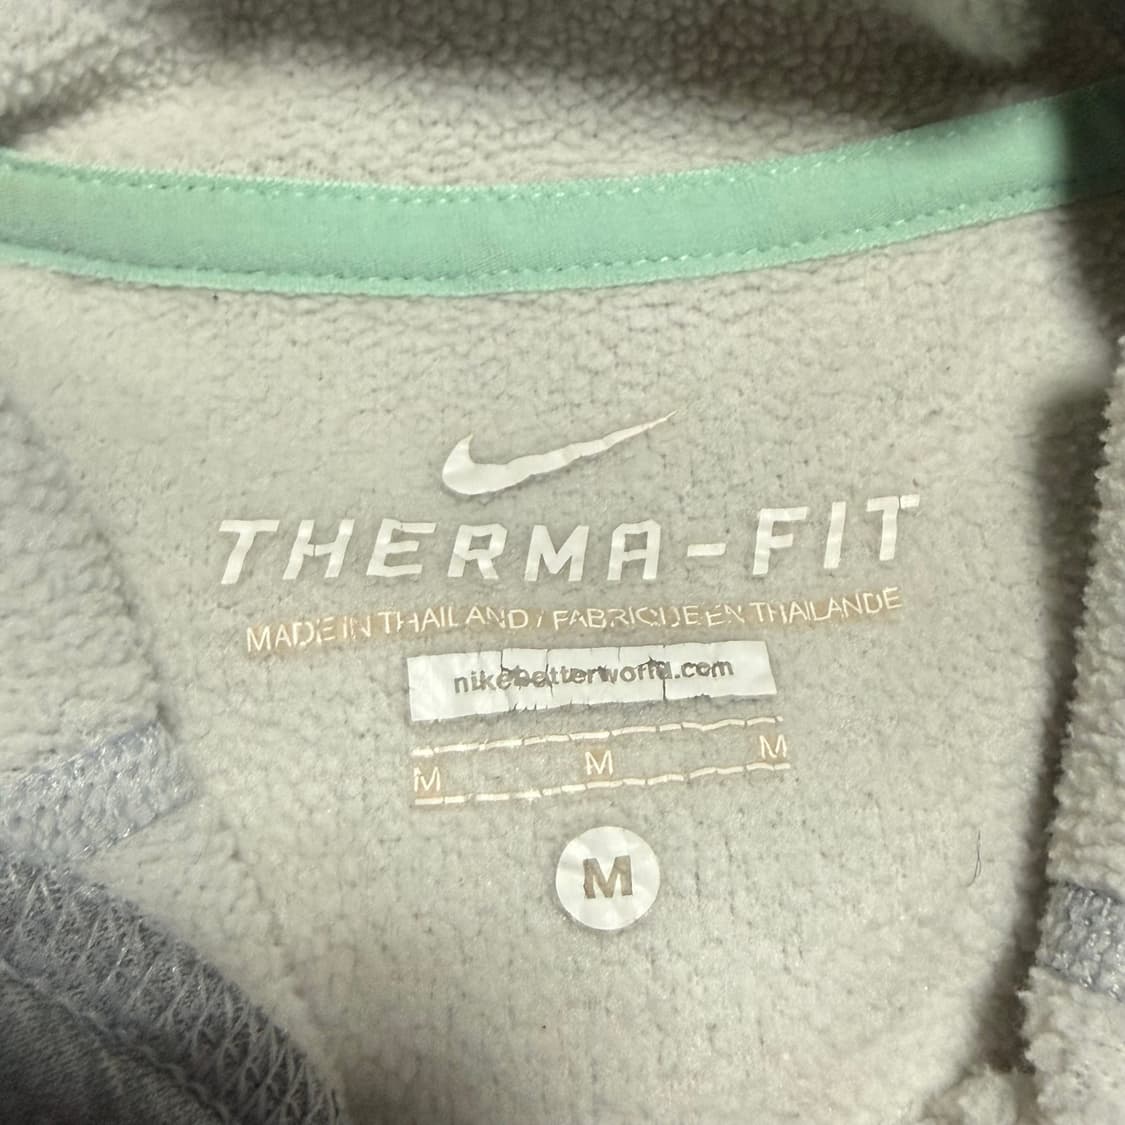 THERMA-FIT
MADE IN THAILAND / FABRIQUE EN THAILANDE
nikebetterworld.com
M M M
M